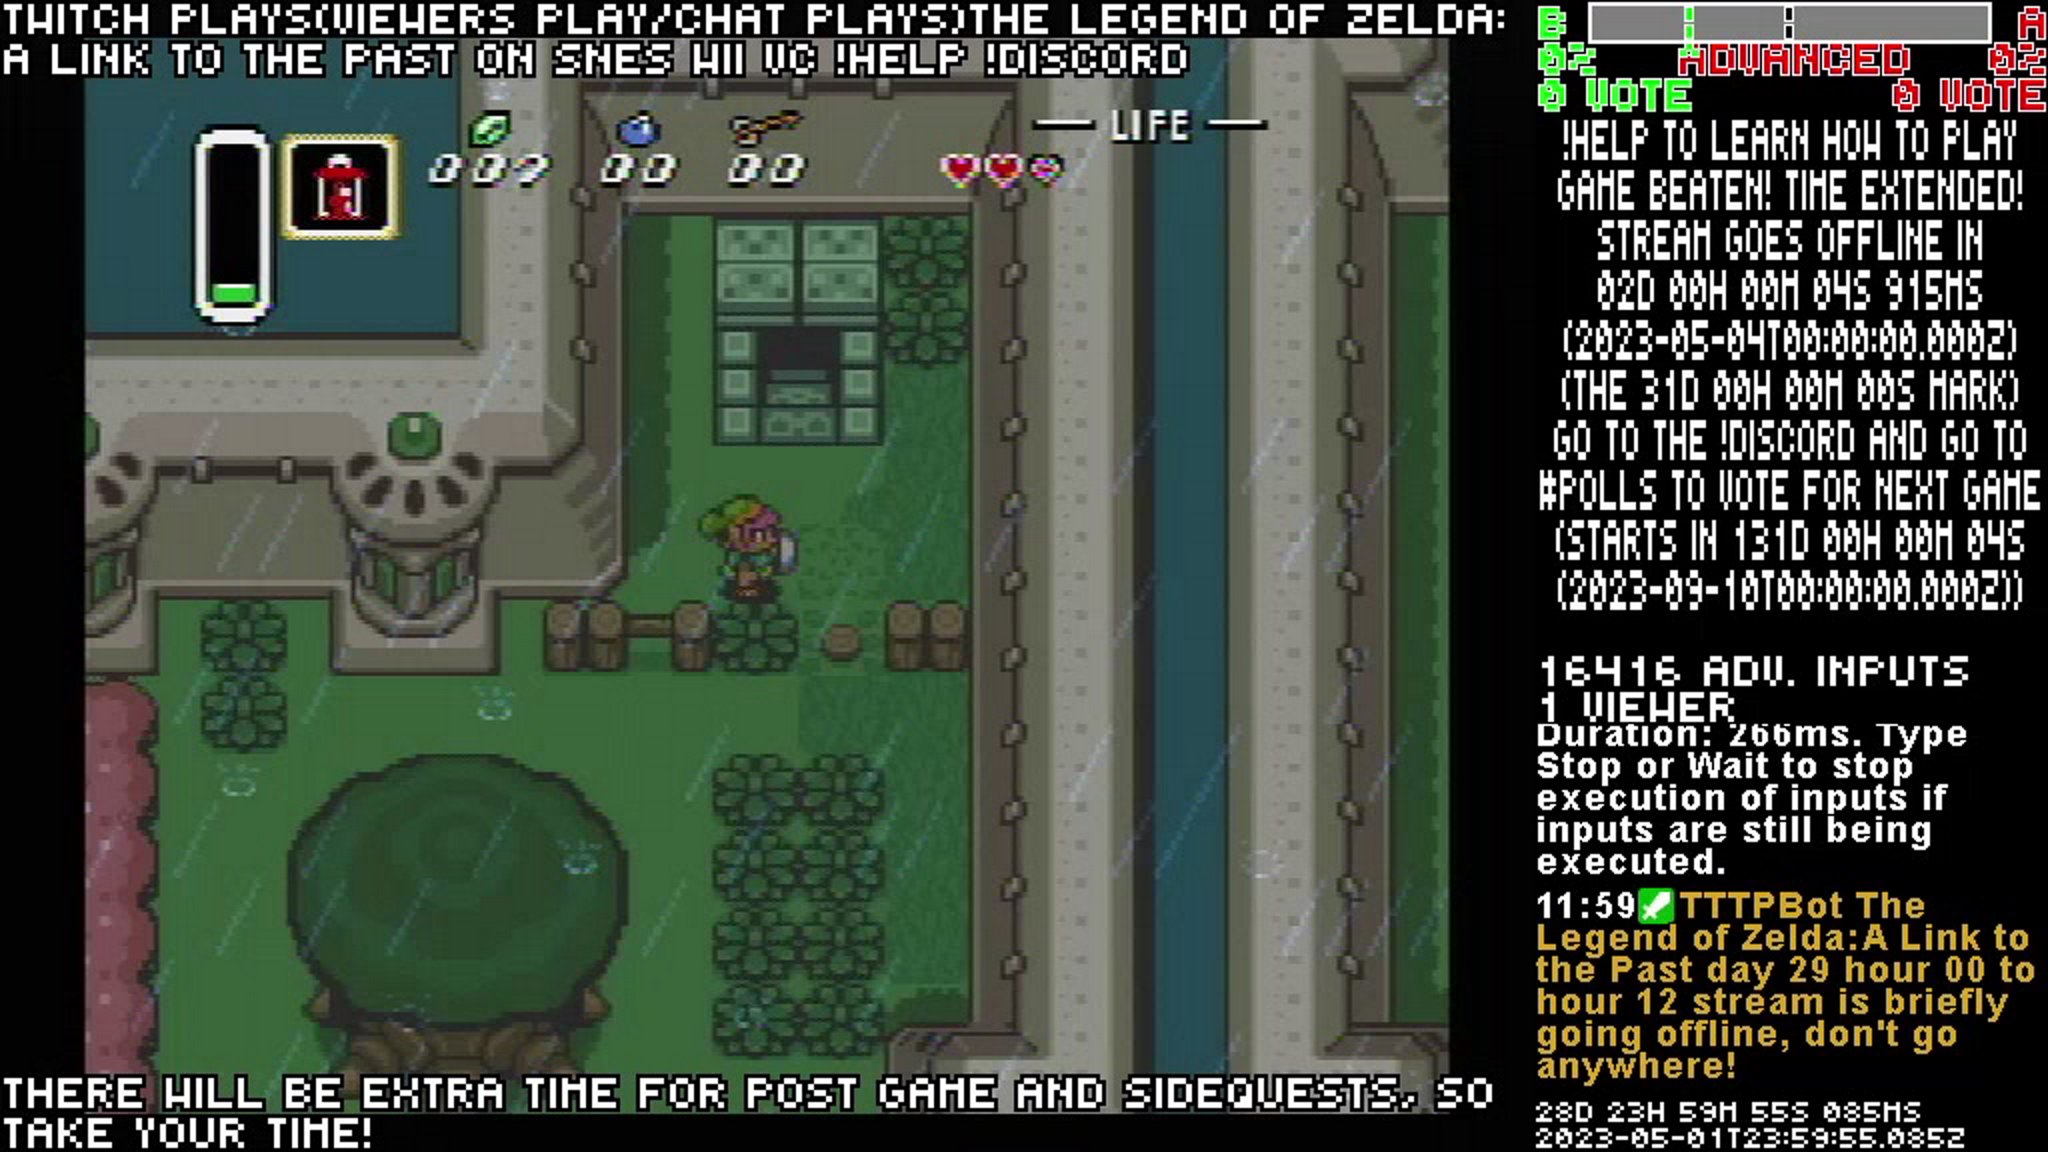 TWITCH PLAYS(VIEWERS PLAY/CHAT PLAYS)THE LEGEND OF ZELDA:
A LINK TO THE PAST ON SNES WII VC !HELP !DISCORD
B
A
0%
ADVANCED
0%
0 VOTE
0 VOTE
- LIFE -
009
00
00
!HELP TO LEARN HOW TO PLAY
GAME BEATEN! TIME EXTENDED!
STREAM GOES OFFLINE IN
02D 00H 00M 04S 915MS
(2023-05-04T00:00:00.000Z)
(THE 31D 00H 00M 00S MARK)
GO TO THE !DISCORD AND GO TO
#POLLS TO VOTE FOR NEXT GAME
(STARTS IN 131D 00H 00M 04S
(2023-09-10T00:00:00.000Z))
16416 ADV. INPUTS
1 VIEWER
Duration: 266ms. Type
Stop or Wait to stop
execution of inputs if
inputs are still being
executed.
11:59 TTTPBot The
Legend of Zelda:A Link to
the Past day 29 hour 00 to
hour 12 stream is briefly
going offline, don't go
anywhere!
28D 23H 59M 55S 085MS
2023-05-01T23:59:55.085Z
THERE WILL BE EXTRA TIME FOR POST GAME AND SIDEQUESTS, SO
TAKE YOUR TIME!